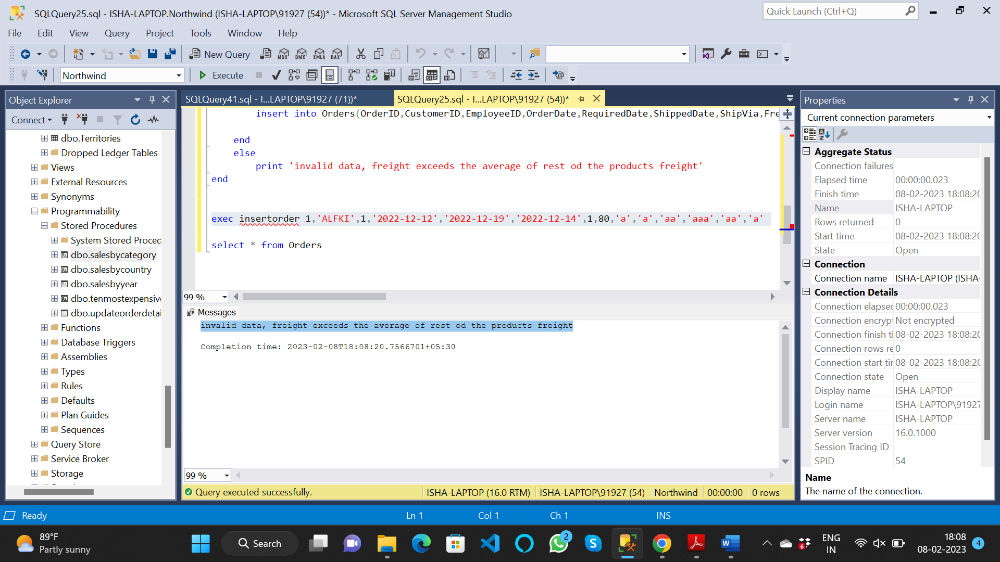 SQLQuery25.sql - ISHA-LAPTOP.Northwind (ISHA-LAPTOP\91927 (54))* - Microsoft SQL Server Management Studio
Quick Launch (Ctrl+Q)
File Edit View Query Project Tools Window Help
New Query MDX DMX XMLA DAX
Northwind Execute
Object Explorer
Connect
dbo.Territories
Dropped Ledger Tables
Views
External Resources
Synonyms
Programmability
Stored Procedures
System Stored Proced
dbo.salesbycategory
dbo.salesbycountry
dbo.salesbyyear
dbo.tenmostexpensiv
dbo.updateorderdetai
Functions
Database Triggers
Assemblies
Types
Rules
Defaults
Plan Guides
Sequences
Query Store
Service Broker
Storage
SQLQuery41.sql - I...LAPTOP\91927 (71))*
SQLQuery25.sql - I...LAPTOP\91927 (54))*
insert into Orders(OrderID,CustomerID,EmployeeID,OrderDate,RequiredDate,ShippedDate,ShipVia,Fre
end
else
print 'invalid data, freight exceeds the average of rest od the products freight'
end
exec insertorder 1,'ALFKI',1,'2022-12-12','2022-12-19','2022-12-14',1,80,'a','a','aa','aaa','aa','a'
select * from Orders
99 %
Messages
invalid data, freight exceeds the average of rest od the products freight
Completion time: 2023-02-08T18:08:20.7566701+05:30
99 %
Query executed successfully. ISHA-LAPTOP (16.0 RTM) ISHA-LAPTOP\91927 (54) Northwind 00:00:00 0 rows
Properties
Current connection parameters
Aggregate Status
Connection failures
Elapsed time 00:00:00.023
Finish time 08-02-2023 18:08:20
Name ISHA-LAPTOP
Rows returned 0
Start time 08-02-2023 18:08:20
State Open
Connection
Connection name ISHA-LAPTOP (ISHA-
Connection Details
Connection elapsec 00:00:00.023
Connection encryp Not encrypted
Connection finish ti 08-02-2023 18:08:20
Connection rows re 0
Connection start tir 08-02-2023 18:08:20
Connection state Open
Display name ISHA-LAPTOP
Login name ISHA-LAPTOP\91927
Server name ISHA-LAPTOP
Server version 16.0.1000
Session Tracing ID
SPID 54
Name
The name of the connection.
Ready Ln 1 Col 1 Ch 1 INS
89°F
Partly sunny
Search
2
6
ENG
IN
18:08
08-02-2023
4